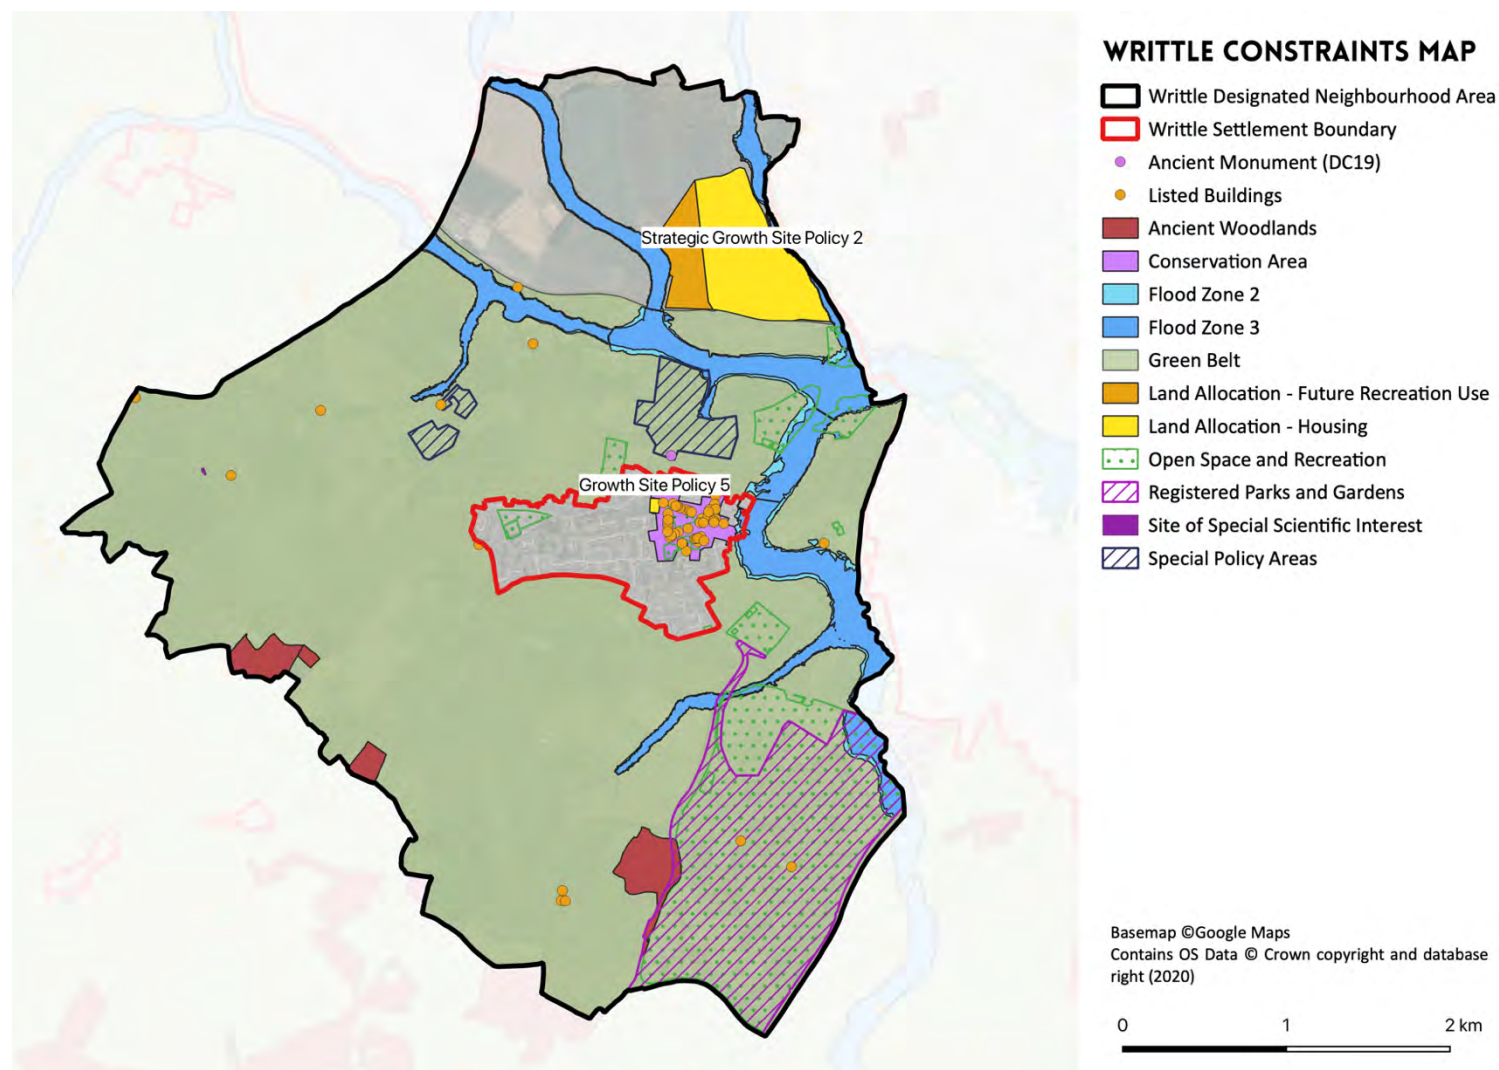 WRITTLE CONSTRAINTS MAP
Writtle Designated Neighbourhood Area
Writtle Settlement Boundary
Ancient Monument (DC19)
Listed Buildings
Ancient Woodlands
Conservation Area
Flood Zone 2
Flood Zone 3
Green Belt
Land Allocation - Future Recreation Use
Land Allocation - Housing
Open Space and Recreation
Registered Parks and Gardens
Site of Special Scientific Interest
Special Policy Areas
Strategic Growth Site Policy 2
Growth Site Policy 5
Basemap ©Google Maps
Contains OS Data © Crown copyright and database
right (2020)
0 1 2 km